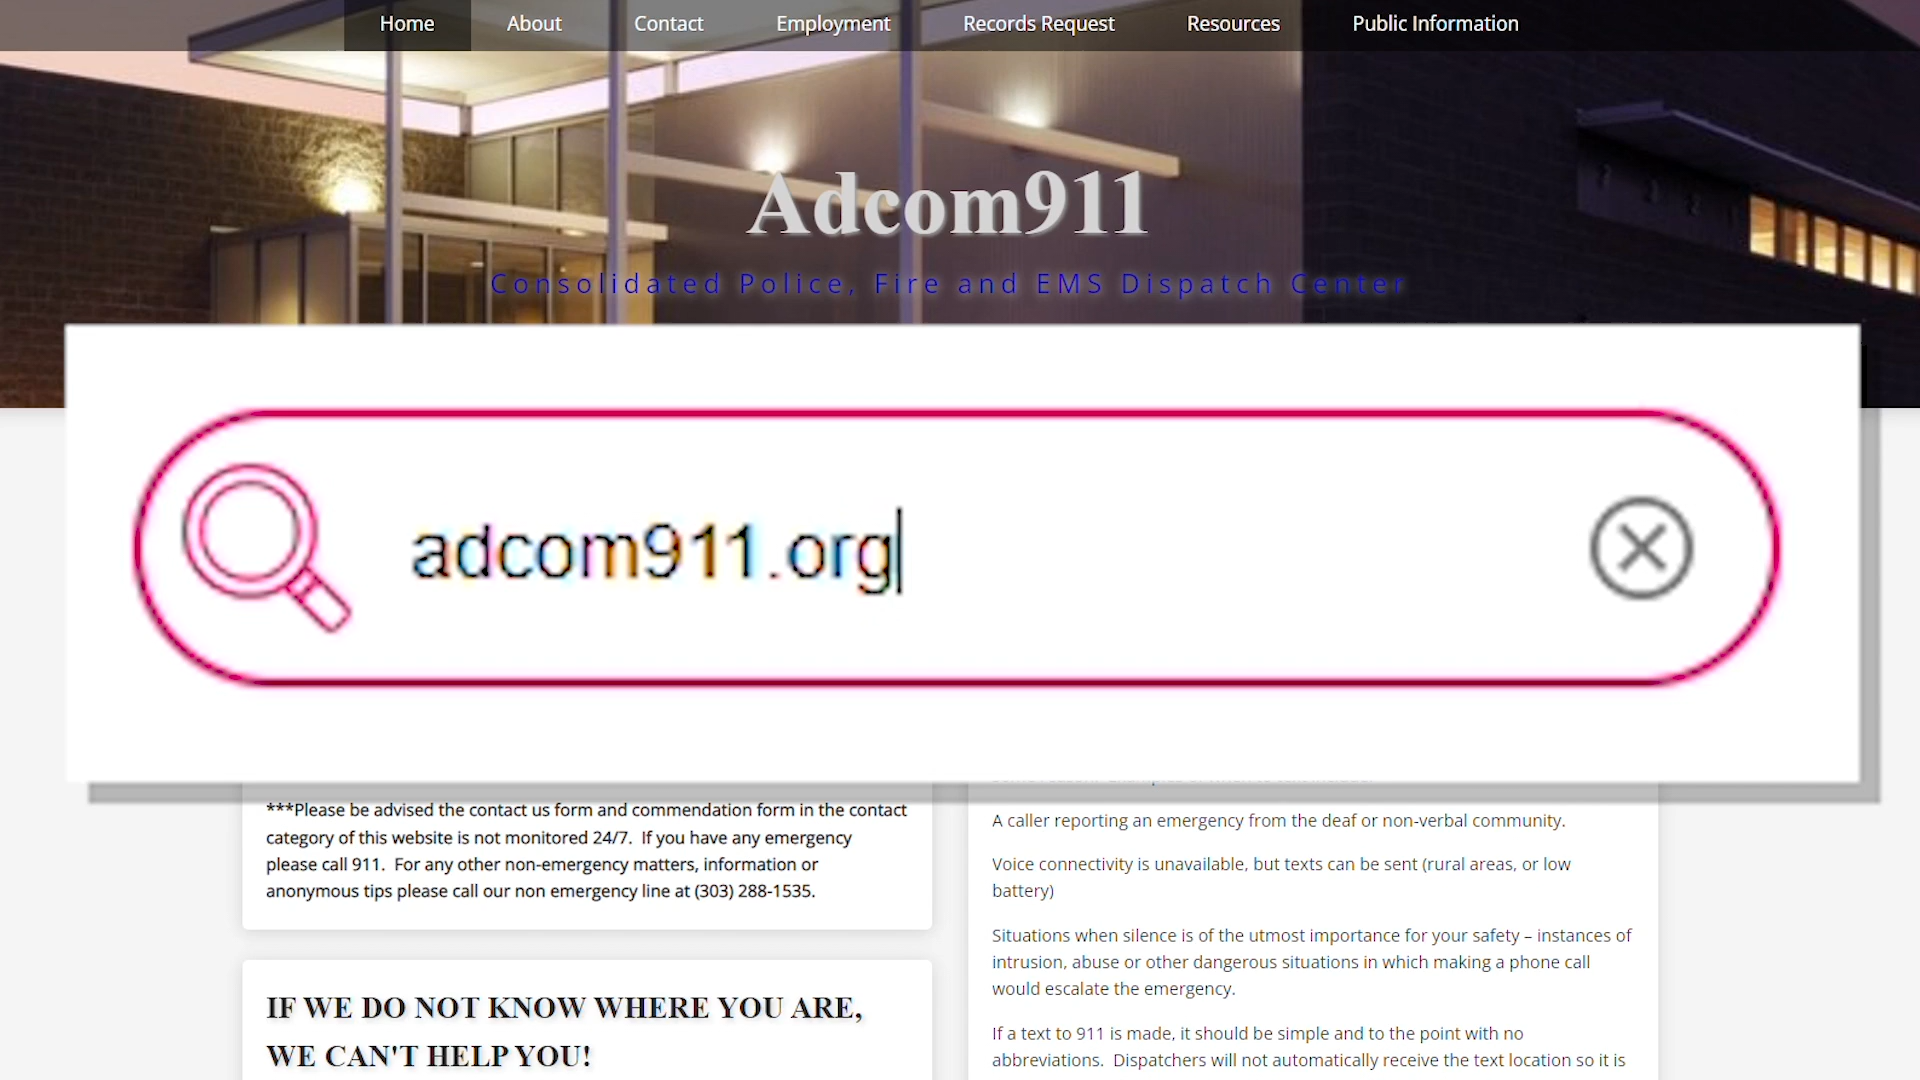 Home About Contact Employment Records Request Resources Public Information
Adcom911
Consolidated Police, Fire and EMS Dispatch Center
adcom911.org
***Please be advised the contact us form and commendation form in the contact
category of this website is not monitored 24/7. If you have any emergency
please call 911. For any other non-emergency matters, information or
anonymous tips please call our non emergency line at (303) 288-1535.
IF WE DO NOT KNOW WHERE YOU ARE,
WE CAN'T HELP YOU!
A caller reporting an emergency from the deaf or non-verbal community.
Voice connectivity is unavailable, but texts can be sent (rural areas, or low
battery)
Situations when silence is of the utmost importance for your safety – instances of
intrusion, abuse or other dangerous situations in which making a phone call
would escalate the emergency.
If a text to 911 is made, it should be simple and to the point with no
abbreviations. Dispatchers will not automatically receive the text location so it is